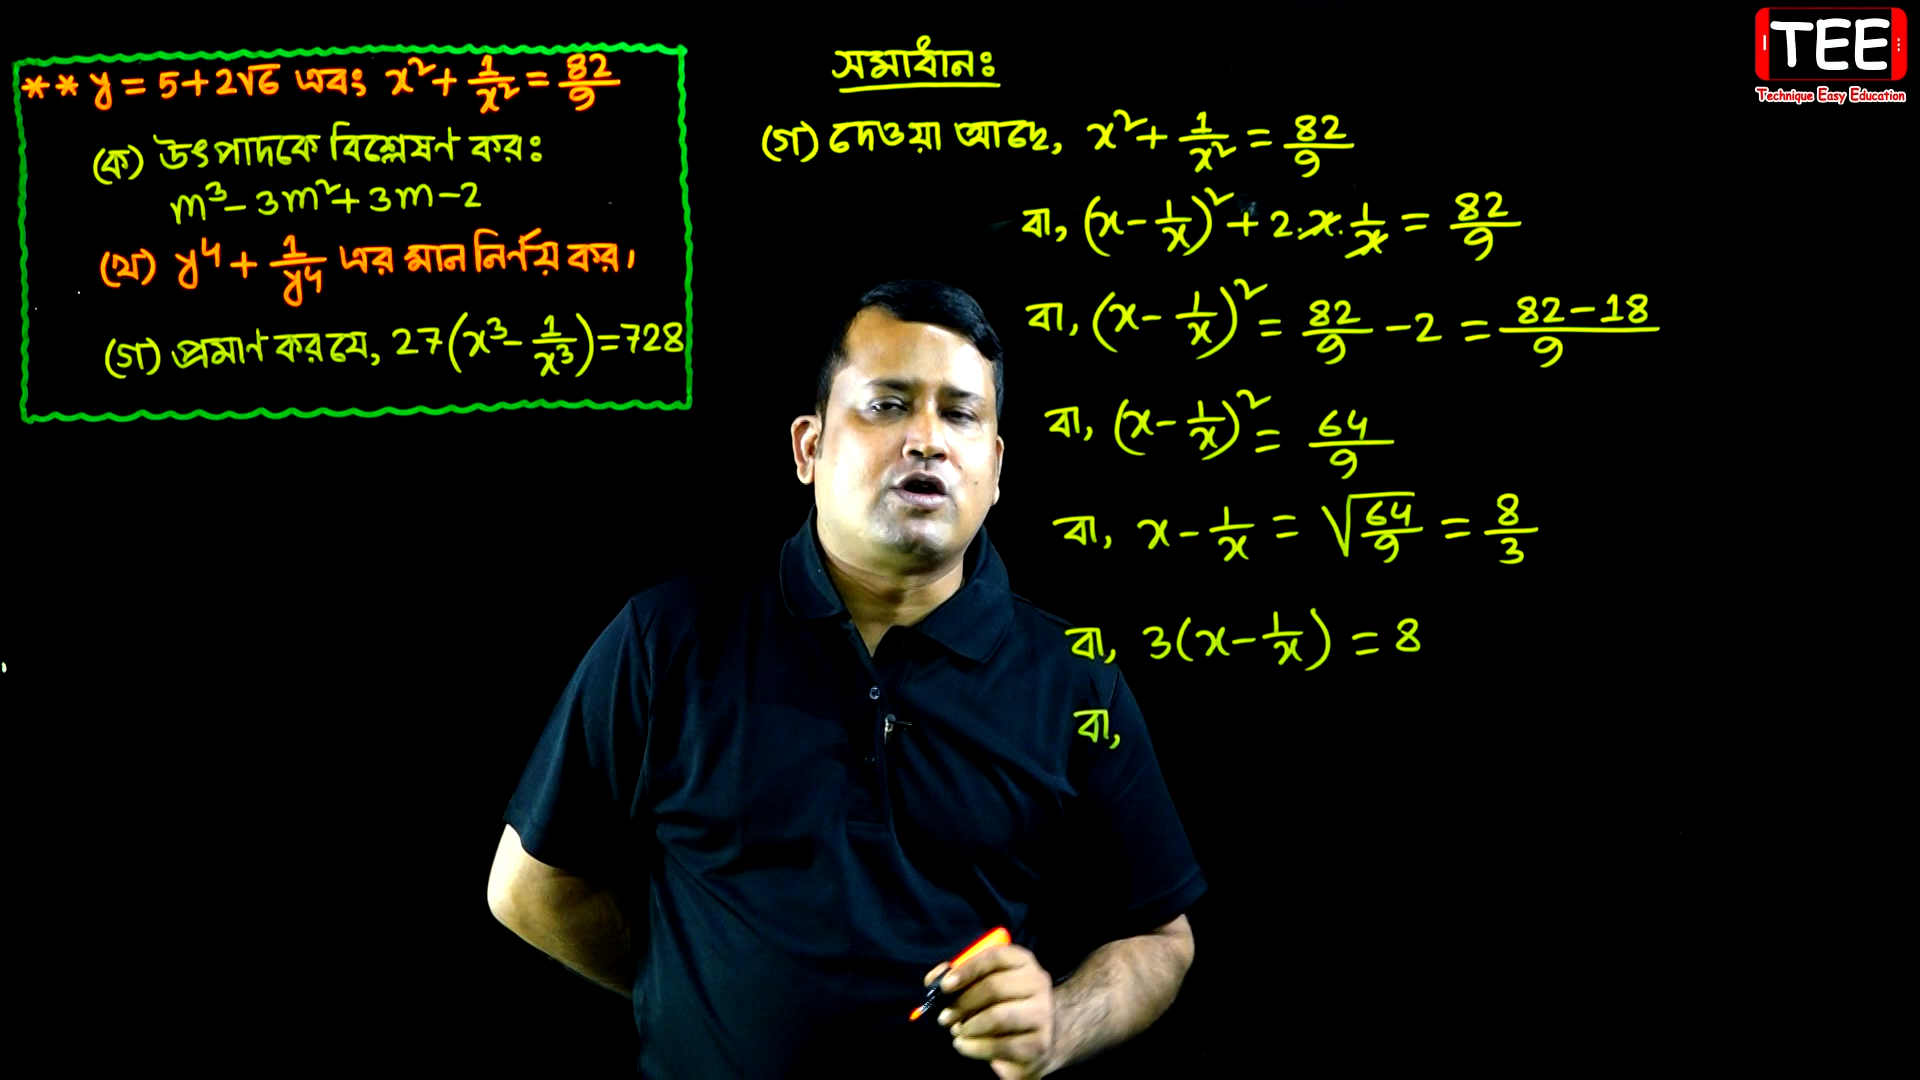 ** y = 5+2√6 এবং x² + 1/x² = 82/9
(ক) উৎপাদকে বিশ্লেষণ কর:
m³ - 3m² + 3m - 2
(খ) y⁴ + 1/y⁴ এর মান নির্ণয় কর।
(গ) প্রমাণ কর যে, 27(x³ - 1/x³) = 728
সমাধানঃ
(গ) দেওয়া আছে, x² + 1/x² = 82/9
বা, (x - 1/x)² + 2.x.1/x = 82/9
বা, (x - 1/x)² = 82/9 - 2 = (82-18)/9
বা, (x - 1/x)² = 64/9
বা, x - 1/x = √(64/9) = 8/3
বা, 3(x - 1/x) = 8
বা,
TEE
Technique Easy Education